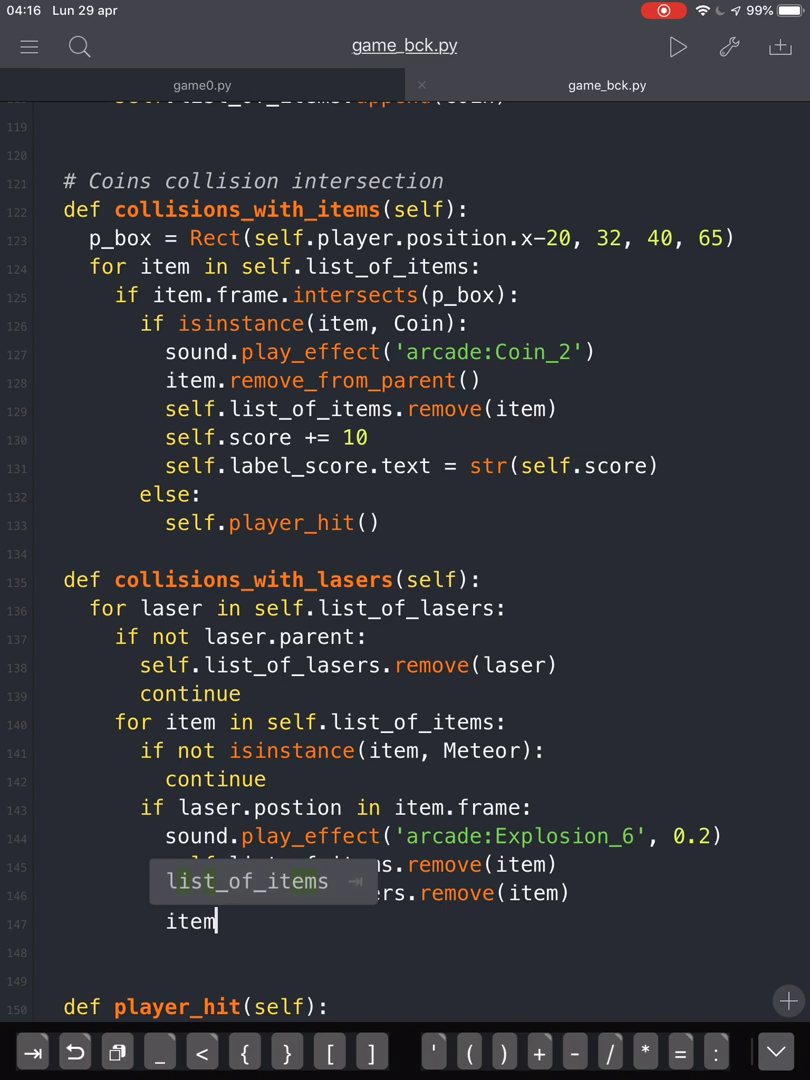 04:16 Lun 29 apr 99%
game_bck.py
game0.py × game_bck.py
119
120
121 # Coins collision intersection
122 def collisions_with_items(self):
123 p_box = Rect(self.player.position.x-20, 32, 40, 65)
124 for item in self.list_of_items:
125 if item.frame.intersects(p_box):
126 if isinstance(item, Coin):
127 sound.play_effect('arcade:Coin_2')
128 item.remove_from_parent()
129 self.list_of_items.remove(item)
130 self.score += 10
131 self.label_score.text = str(self.score)
132 else:
133 self.player_hit()
134
135 def collisions_with_lasers(self):
136 for laser in self.list_of_lasers:
137 if not laser.parent:
138 self.list_of_lasers.remove(laser)
139 continue
140 for item in self.list_of_items:
141 if not isinstance(item, Meteor):
142 continue
143 if laser.postion in item.frame:
144 sound.play_effect('arcade:Explosion_6', 0.2)
145 s.remove(item)
list_of_items ⇥
146 ers.remove(item)
147 item
148
149
150 def player_hit(self):
_ < { } [ ] ' ( ) + - / * = :